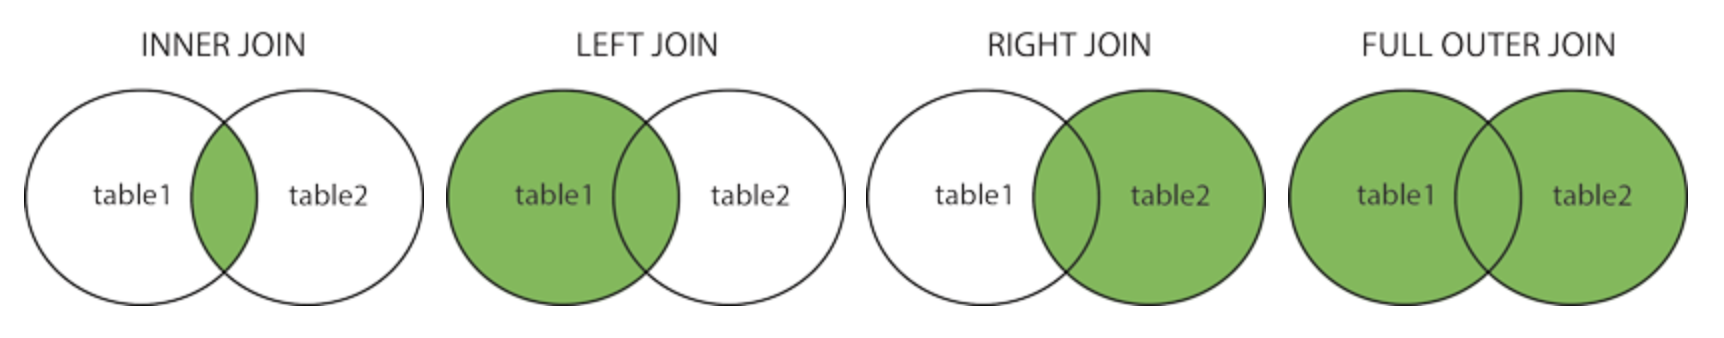 INNER JOIN
LEFT JOIN
RIGHT JOIN
FULL OUTER JOIN
table1
table2
table1
table2
table1
table2
table1
table2